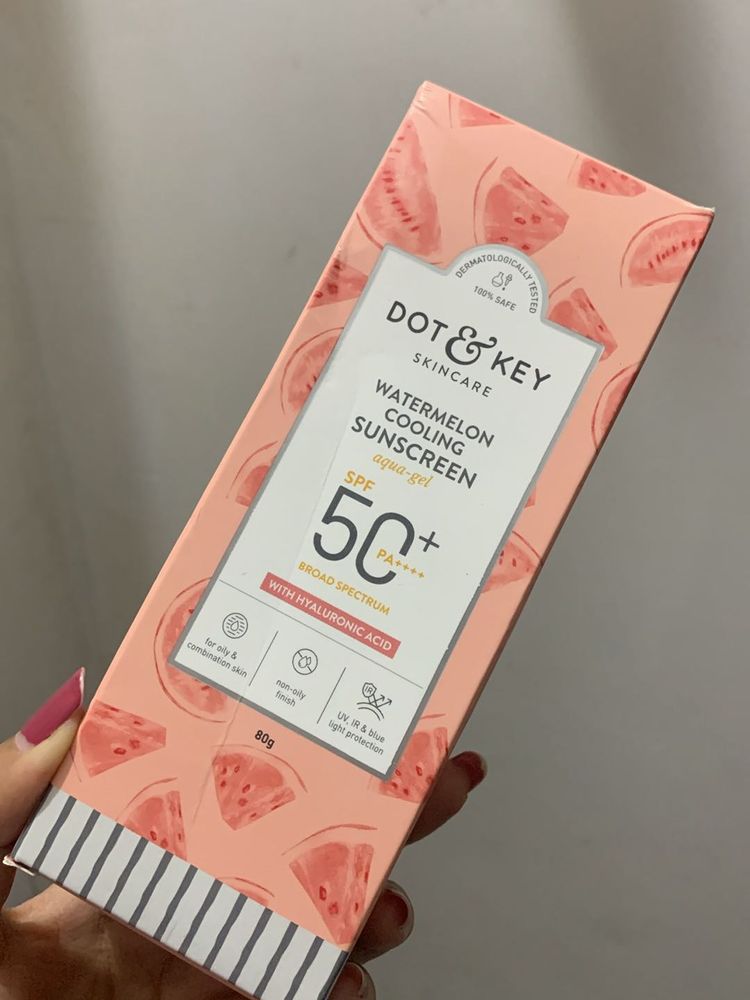 DERMATOLOGICALLY TESTED
100% SAFE
DOT & KEY
SKINCARE
WATERMELON
COOLING
SUNSCREEN
aqua-gel
SPF
50+
PA++++
BROAD SPECTRUM
WITH HYALURONIC ACID
for oily &
combination skin
non-oily
finish
IR
UV, IR & blue
light protection
80g